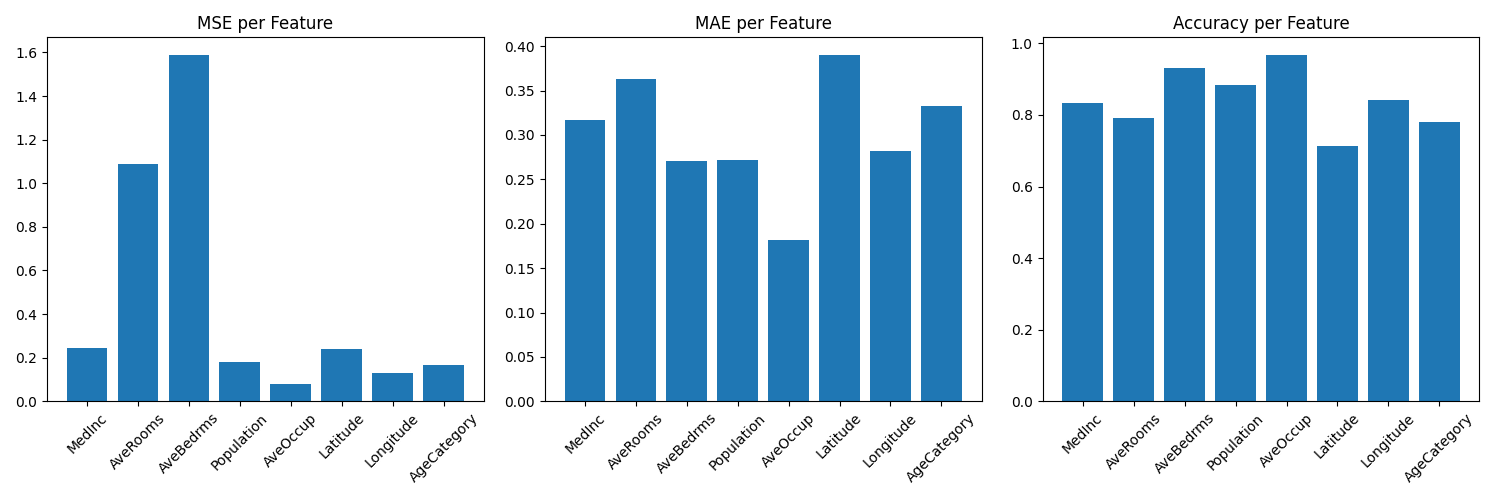 MSE per Feature
1.6
1.4
1.2
1.0
0.8
0.6
0.4
0.2
0.0
MedInc
AveRooms
AveBedrms
Population
AveOccup
Latitude
Longitude
AgeCategory
MAE per Feature
0.40
0.35
0.30
0.25
0.20
0.15
0.10
0.05
0.00
MedInc
AveRooms
AveBedrms
Population
AveOccup
Latitude
Longitude
AgeCategory
Accuracy per Feature
1.0
0.8
0.6
0.4
0.2
0.0
MedInc
AveRooms
AveBedrms
Population
AveOccup
Latitude
Longitude
AgeCategory